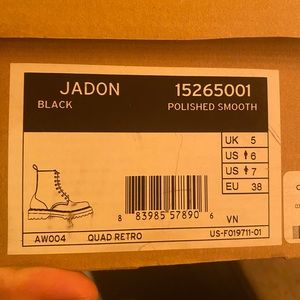 JADON 15265001
BLACK POLISHED SMOOTH
UK 5
US 6
US 7
EU 38
8 83985 57890 6
VN
AW004 QUAD RETRO US-F019711-01